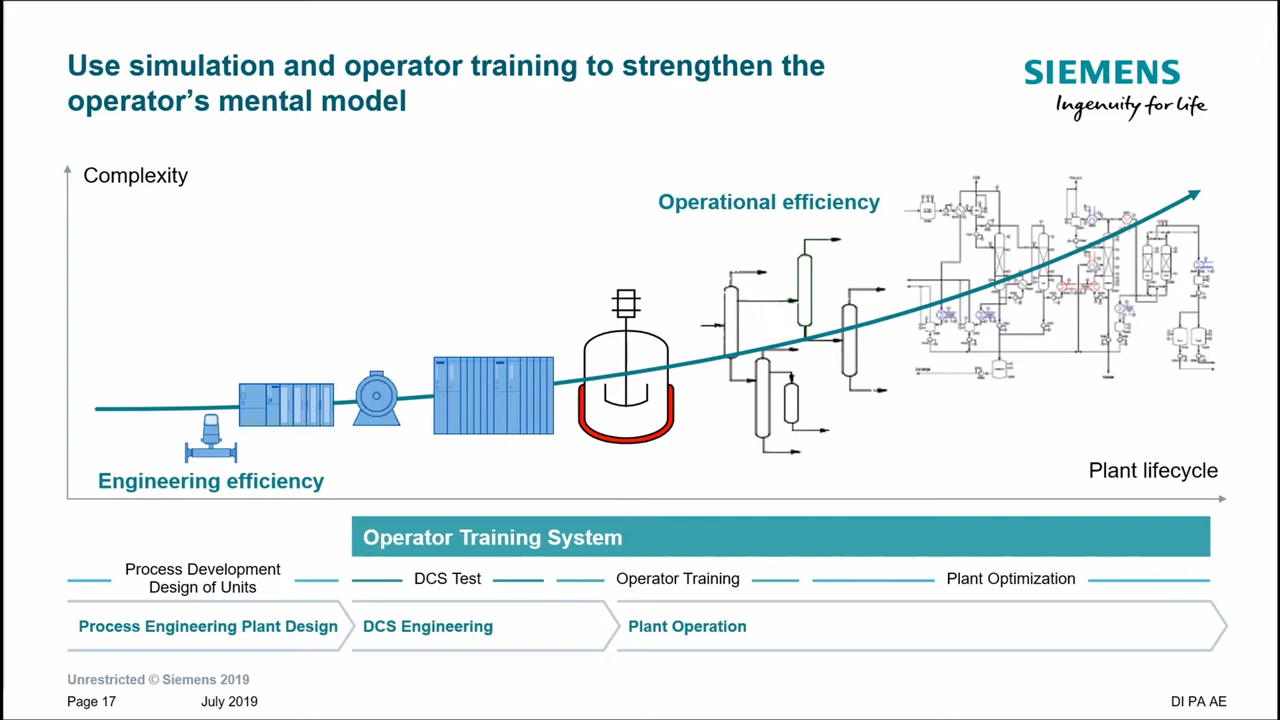 Use simulation and operator training to strengthen the
operator’s mental model
SIEMENS
Ingenuity for life
Complexity
Operational efficiency
Engineering efficiency
Plant lifecycle
Operator Training System
Process Development
Design of Units
DCS Test
Operator Training
Plant Optimization
Process Engineering Plant Design
DCS Engineering
Plant Operation
Unrestricted © Siemens 2019
Page 17
July 2019
DI PA AE